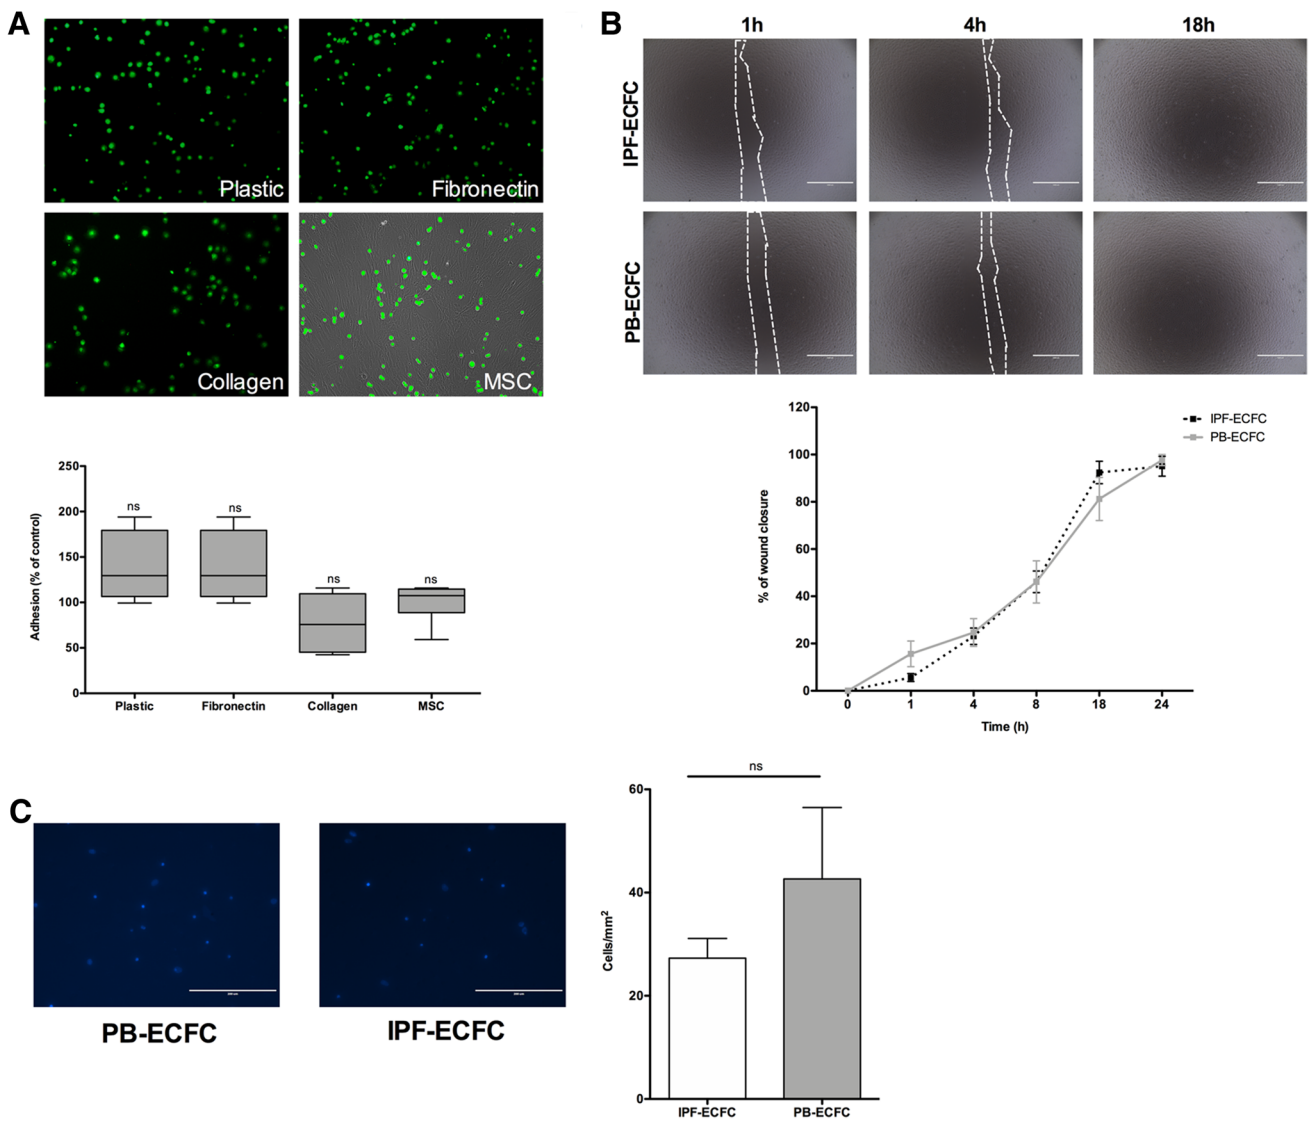 A
Plastic
Fibronectin
Collagen
MSC
250
200
150
100
50
0
Adhesion (% of control)
ns
ns
ns
ns
Plastic
Fibronectin
Collagen
MSC
B
1h
4h
18h
IPF-ECFC
PB-ECFC
120
100
80
60
40
20
0
% of wound closure
IPF-ECFC
PB-ECFC
0
1
4
8
18
24
Time (h)
C
PB-ECFC
IPF-ECFC
ns
60
40
20
0
Cells/mm²
IPF-ECFC
PB-ECFC